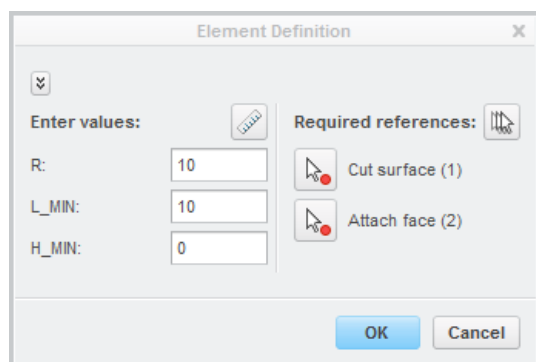 Element Definition
Enter values:
R: 10
L_MIN: 10
H_MIN: 0
Required references:
Cut surface (1)
Attach face (2)
OK Cancel